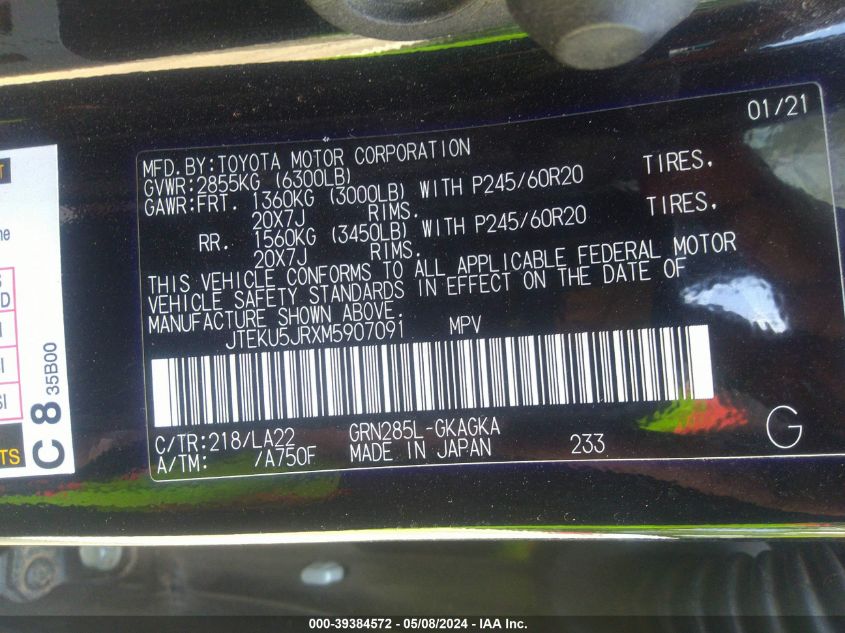 01/21
MFD.BY:TOYOTA MOTOR CORPORATION
GVWR:2855KG (6300LB)
GAWR:FRT. 1360KG (3000LB) WITH P245/60R20 TIRES,
20X7J RIMS.
RR. 1560KG (3450LB) WITH P245/60R20 TIRES,
20X7J RIMS.
THIS VEHICLE CONFORMS TO ALL APPLICABLE FEDERAL MOTOR
VEHICLE SAFETY STANDARDS IN EFFECT ON THE DATE OF
MANUFACTURE SHOWN ABOVE.
JTEKU5JRXM5907091 MPV
C/TR:218/LA22 GRN285L-GKAGKA
A/TM: /A750F MADE IN JAPAN 233 G
C 8 35B00
000-39384572 - 05/08/2024 - IAA Inc.